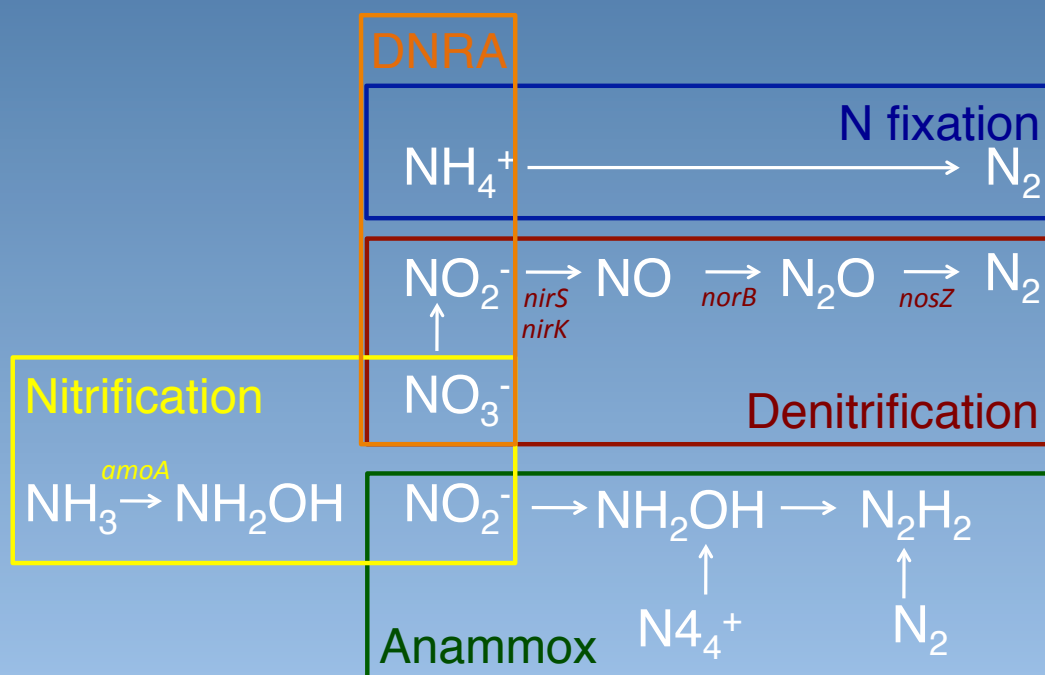 DNRA
N fixation
NH₄⁺ → N₂
NO₂⁻ → NO → N₂O → N₂
nirS norB nosZ
nirK
↑
Nitrification NO₃⁻
Denitrification
amoA
NH₃ → NH₂OH NO₂⁻ → NH₂OH → N₂H₂
↑ ↑
N4₄⁺ N₂
Anammox